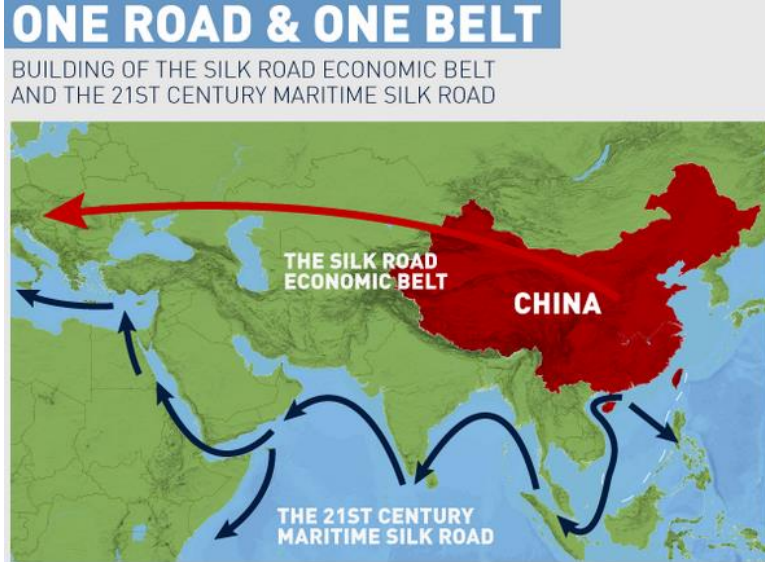 ONE ROAD & ONE BELT
BUILDING OF THE SILK ROAD ECONOMIC BELT
AND THE 21ST CENTURY MARITIME SILK ROAD
THE SILK ROAD
ECONOMIC BELT
CHINA
THE 21ST CENTURY
MARITIME SILK ROAD